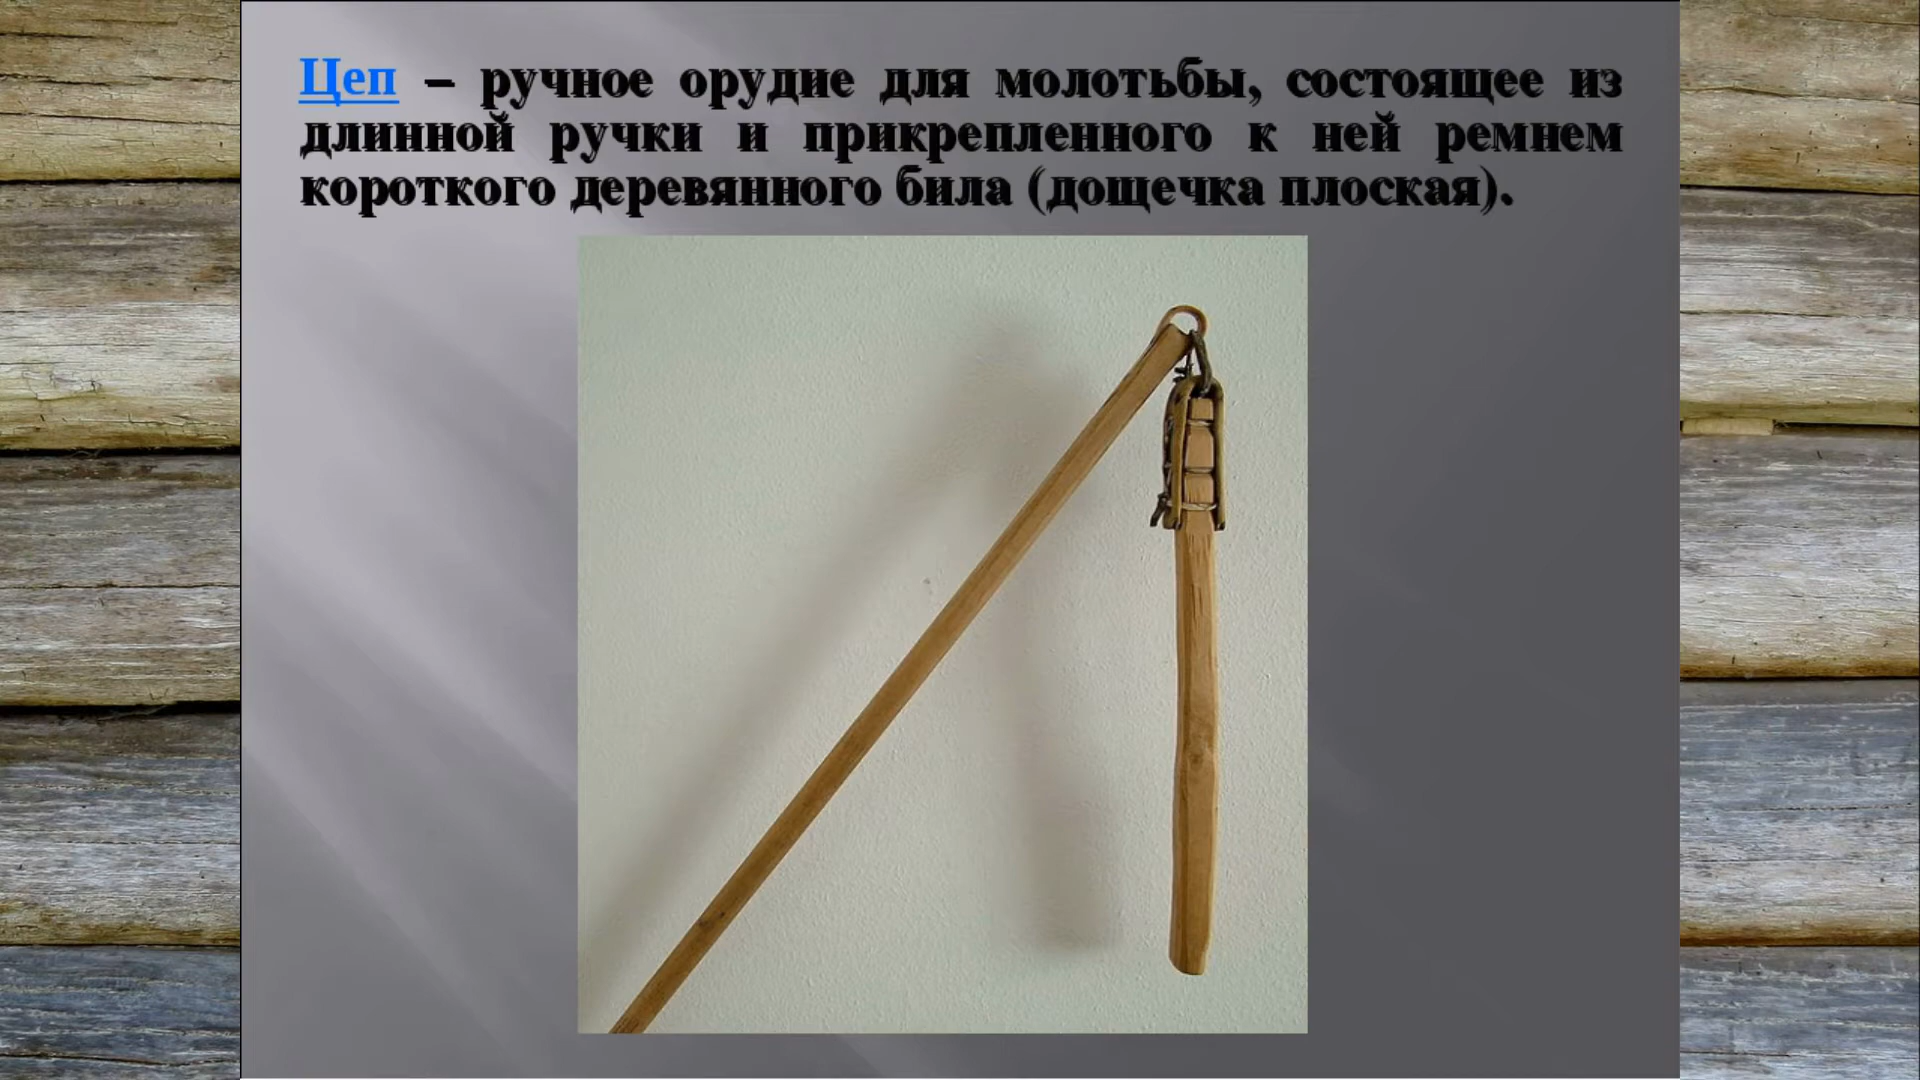 Цеп – ручное орудие для молотьбы, состоящее из
длинной ручки и прикрепленного к ней ремнем
короткого деревянного била (дощечка плоская).